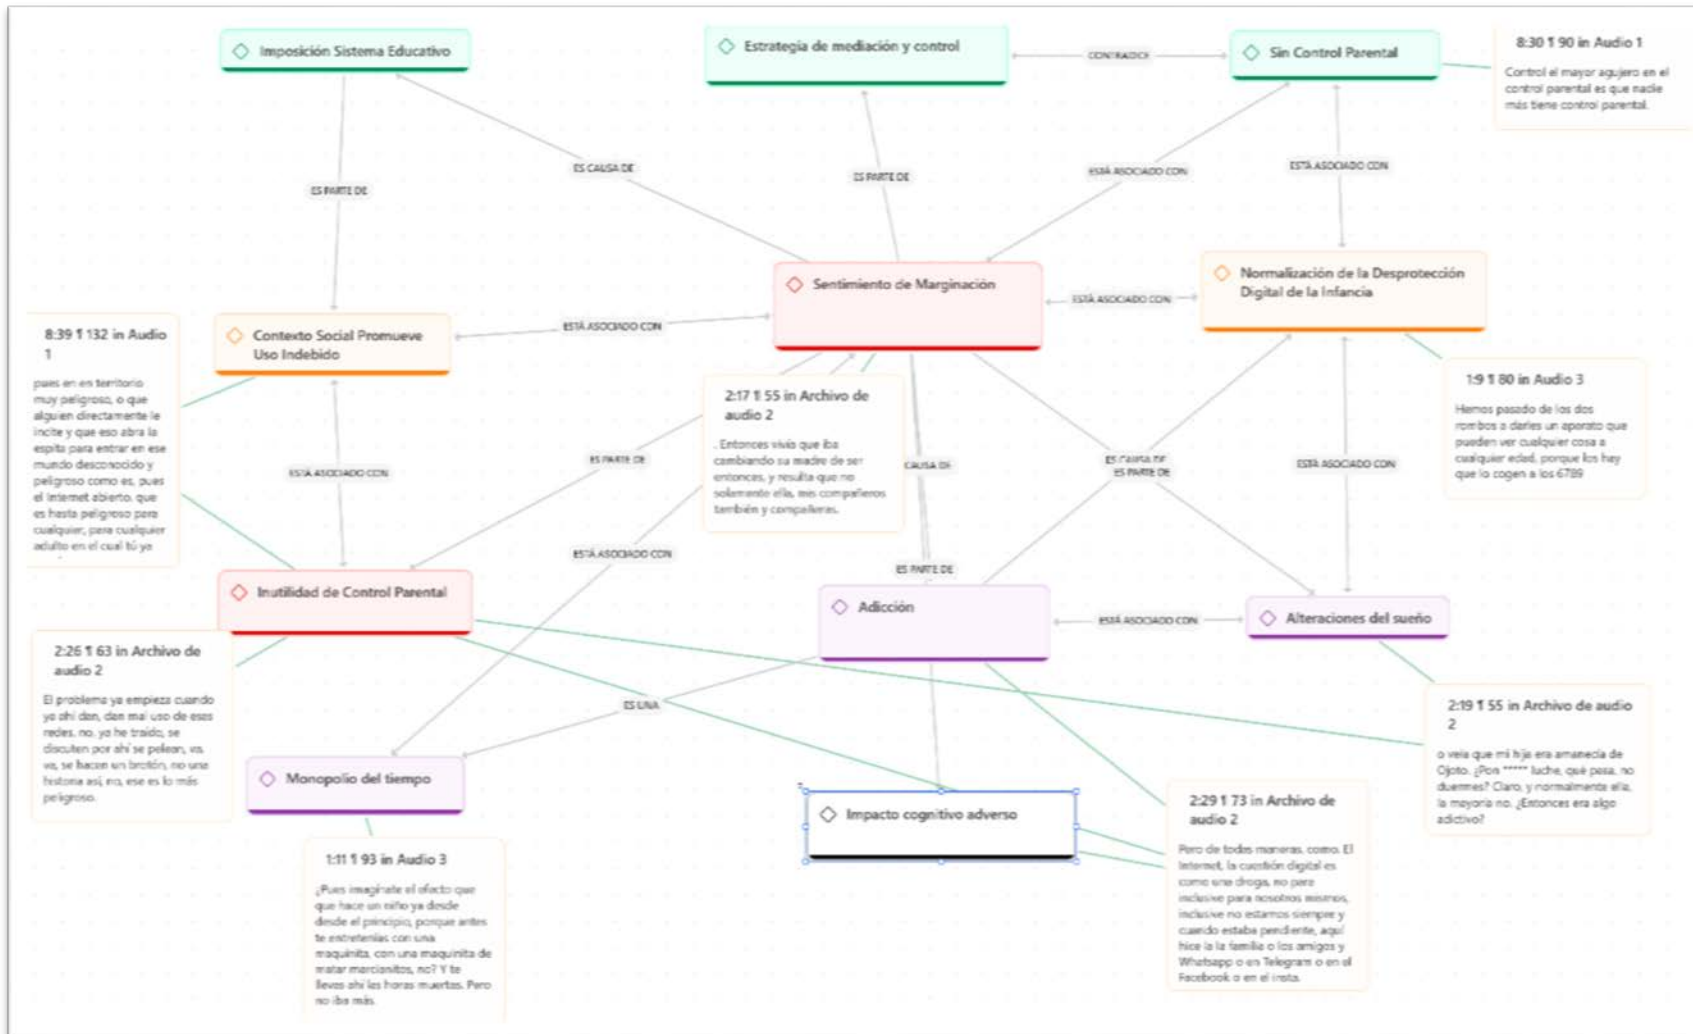 Imposición Sistema Educativo
Estrategia de mediación y control
CONTRADICE
Sin Control Parental
8:30 ¶ 90 in Audio 1
Control el mayor agujero en el
control parental es que nadie
más tiene control parental.
ES PARTE DE
ES CAUSA DE
ES PARTE DE
ESTÁ ASOCIADO CON
ESTÁ ASOCIADO CON
Sentimiento de Marginación
ESTÁ ASOCIADO CON
Normalización de la Desprotección
Digital de la Infancia
8:39 ¶ 132 in Audio
1
pues en en territorio
muy peligroso, o que
alguien directamente le
incite y que eso abra la
espita para entrar en ese
mundo desconocido y
peligroso como es, pues
el Internet abierto, que
es hasta peligroso para
cualquier, para cualquier
adulto en el cual tú ya
Contexto Social Promueve
Uso Indebido
ESTÁ ASOCIADO CON
2:17 ¶ 55 in Archivo de
audio 2
. Entonces vivía que iba
cambiando su madre de ser
entonces, y resulta que no
solamente ella, mis compañeros
también y compañeras.
1:9 ¶ 80 in Audio 3
Hemos pasado de los dos
rombos a darles un aparato que
pueden ver cualquier cosa a
cualquier edad, porque los hay
que lo cogen a los 6789
ESTÁ ASOCIADO CON
ES PARTE DE
CAUSA DE
ES CAUSA DE
ES PARTE DE
ESTÁ ASOCIADO CON
ESTÁ ASOCIADO CON
ES PARTE DE
Inutilidad de Control Parental
Adicción
ESTÁ ASOCIADO CON
Alteraciones del sueño
2:26 ¶ 63 in Archivo de
audio 2
El problema ya empieza cuando
ya ahí dan, dan mal uso de esas
redes, no, ya he traído, se
discuten por ahí se pelean, va,
va, se hacen un brotón, no una
historia así, no, ese es lo más
peligroso.
ES UNA
2:19 ¶ 55 in Archivo de audio
2
o veía que mi hija era amanecía de
Ojoto. ¿Pon ***** luche, qué pasa, no
duermes? Claro, y normalmente ella,
la mayoría no. ¿Entonces era algo
adictivo?
Monopolio del tiempo
Impacto cognitivo adverso
2:29 ¶ 73 in Archivo de
audio 2
Pero de todas maneras, como. El
Internet, la cuestión digital es
como una droga, no para
inclusive para nosotros mismos,
inclusive no estamos siempre y
cuando estaba pendiente, aquí
hice la la familia o los amigos y
Whatsapp o en Telegram o en el
Facebook o en el insta.
1:11 ¶ 93 in Audio 3
¿Pues imagínate el efecto que
que hace un niño ya desde
desde el principio, porque antes
te entretenías con una
maquinita, con una maquinita de
matar marcianitos, no? Y te
llevas ahí las horas muertas. Pero
no iba más.